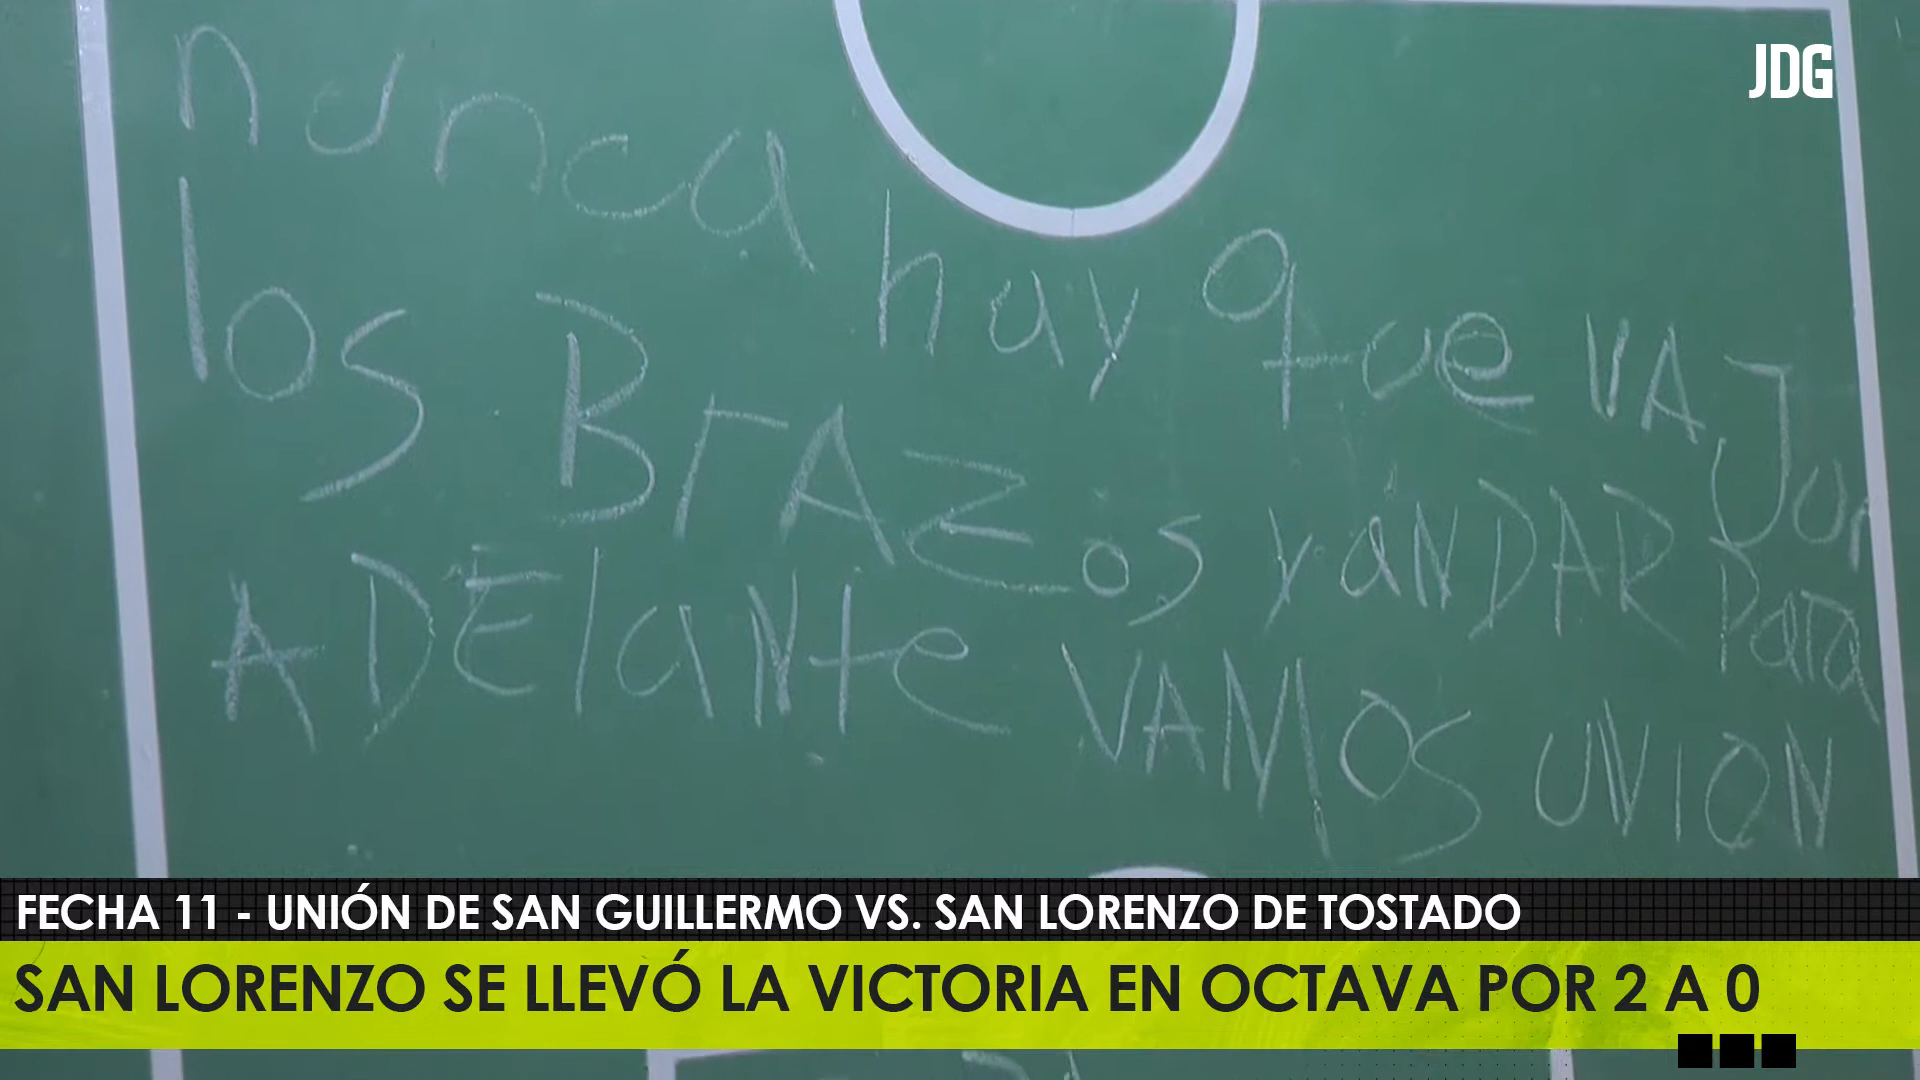 JDG
nunca hay que VAJar
los BrAZos y aNDAR Para
ADElaNte VAMOS UNION
FECHA 11 - UNIÓN DE SAN GUILLERMO VS. SAN LORENZO DE TOSTADO
SAN LORENZO SE LLEVÓ LA VICTORIA EN OCTAVA POR 2 A 0